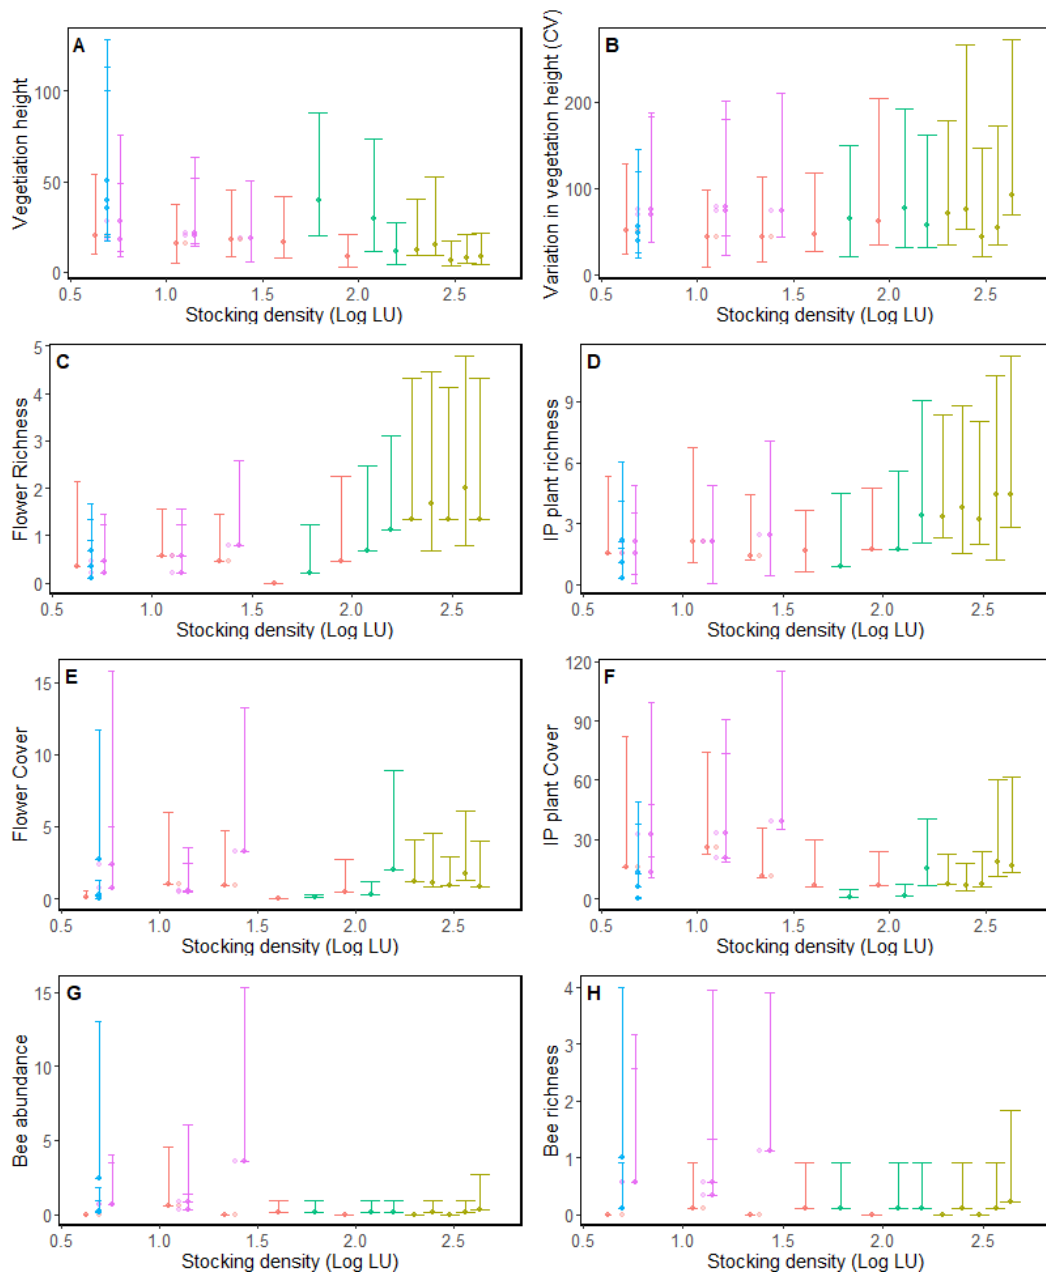 A
Vegetiation height
100
50
0
0.5 1.0 1.5 2.0 2.5
Stocking density (Log LU)
B
Variation in vegetation height (CV)
200
100
0
0.5 1.0 1.5 2.0 2.5
Stocking density (Log LU)
C
Flower Richness
5
4
3
2
1
0
0.5 1.0 1.5 2.0 2.5
Stocking density (Log LU)
D
IP plant richness
9
6
3
0
0.5 1.0 1.5 2.0 2.5
Stocking density (Log LU)
E
Flower Cover
15
10
5
0
0.5 1.0 1.5 2.0 2.5
Stocking density (Log LU)
F
IP plant Cover
120
90
60
30
0
0.5 1.0 1.5 2.0 2.5
Stocking density (Log LU)
G
Bee abundance
15
10
5
0
0.5 1.0 1.5 2.0 2.5
Stocking density (Log LU)
H
Bee richness
4
3
2
1
0
0.5 1.0 1.5 2.0 2.5
Stocking density (Log LU)